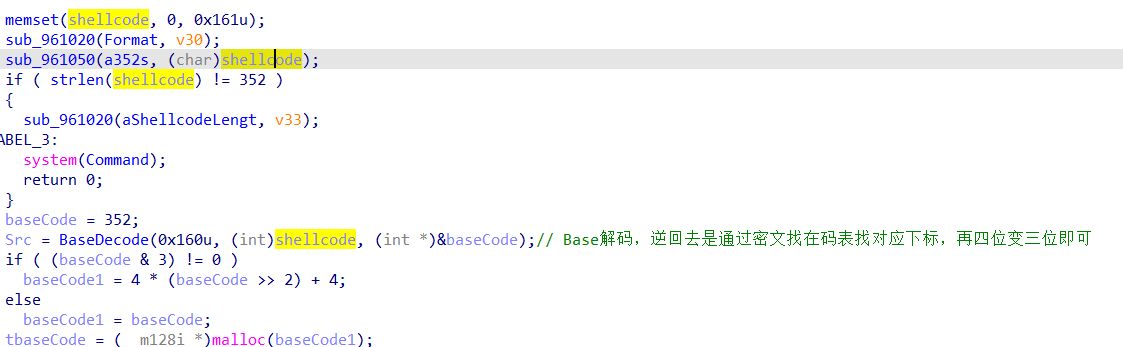 memset(shellcode, 0, 0x161u);
sub_961020(Format, v30);
sub_961050(a352s, (char)shellcode);
if ( strlen(shellcode) != 352 )
{
sub_961020(aShellcodeLengt, v33);
ABEL_3:
system(Command);
return 0;
}
baseCode = 352;
Src = BaseDecode(0x160u, (int)shellcode, (int *)&baseCode);// Base解码，逆回去是通过密文找在码表找对应下标，再四位变三位即可
if ( (baseCode & 3) != 0 )
baseCode1 = 4 * (baseCode >> 2) + 4;
else
baseCode1 = baseCode;
tbaseCode = ( m128i *)malloc(baseCode1);